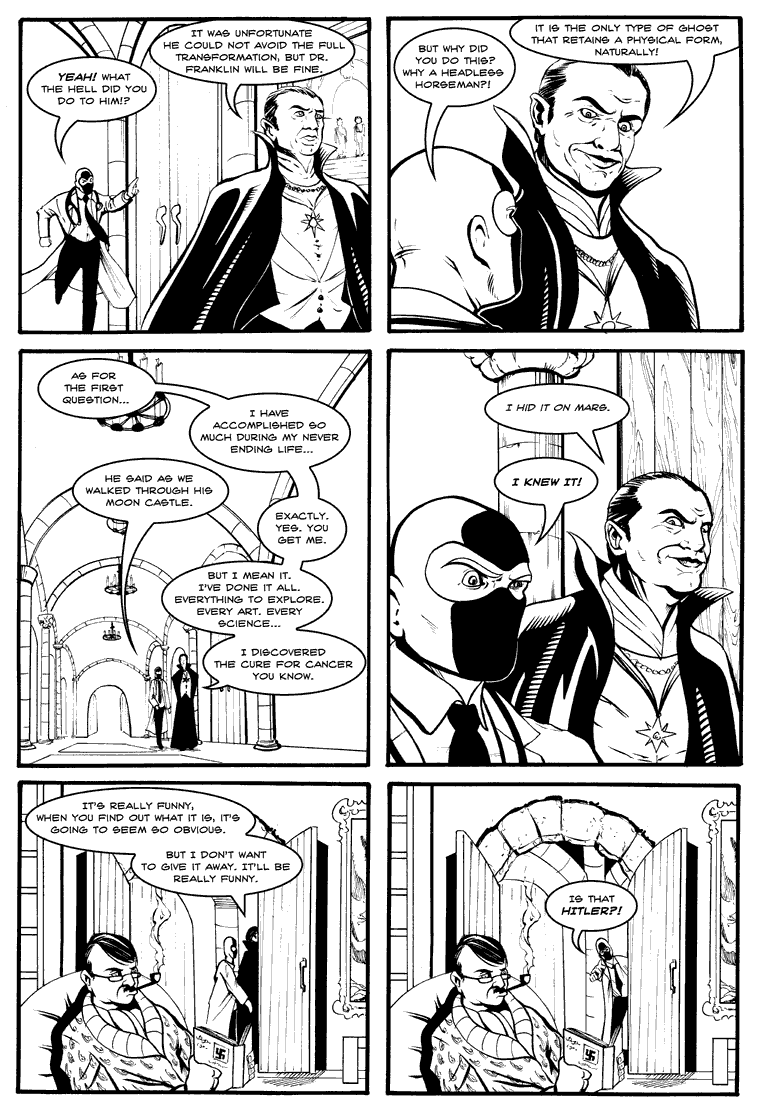 IT WAS UNFORTUNATE
HE COULD NOT AVOID THE FULL
TRANSFORMATION, BUT DR.
FRANKLIN WILL BE FINE.
YEAH! WHAT
THE HELL DID YOU
DO TO HIM!?
BUT WHY DID
YOU DO THIS?
WHY A HEADLESS
HORSEMAN?!
IT IS THE ONLY TYPE OF GHOST
THAT RETAINS A PHYSICAL FORM,
NATURALLY!
AS FOR
THE FIRST
QUESTION...
I HAVE
ACCOMPLISHED SO
MUCH DURING MY NEVER
ENDING LIFE...
HE SAID AS WE
WALKED THROUGH HIS
MOON CASTLE.
EXACTLY.
YES. YOU
GET ME.
BUT I MEAN IT.
I'VE DONE IT ALL.
EVERYTHING TO EXPLORE.
EVERY ART. EVERY
SCIENCE...
I DISCOVERED
THE CURE FOR CANCER
YOU KNOW.
I HID IT ON MARS.
I KNEW IT!
IT'S REALLY FUNNY,
WHEN YOU FIND OUT WHAT IT IS, IT'S
GOING TO SEEM SO OBVIOUS.
BUT I DON'T WANT
TO GIVE IT AWAY. IT'LL BE
REALLY FUNNY.
IS THAT
HITLER?!